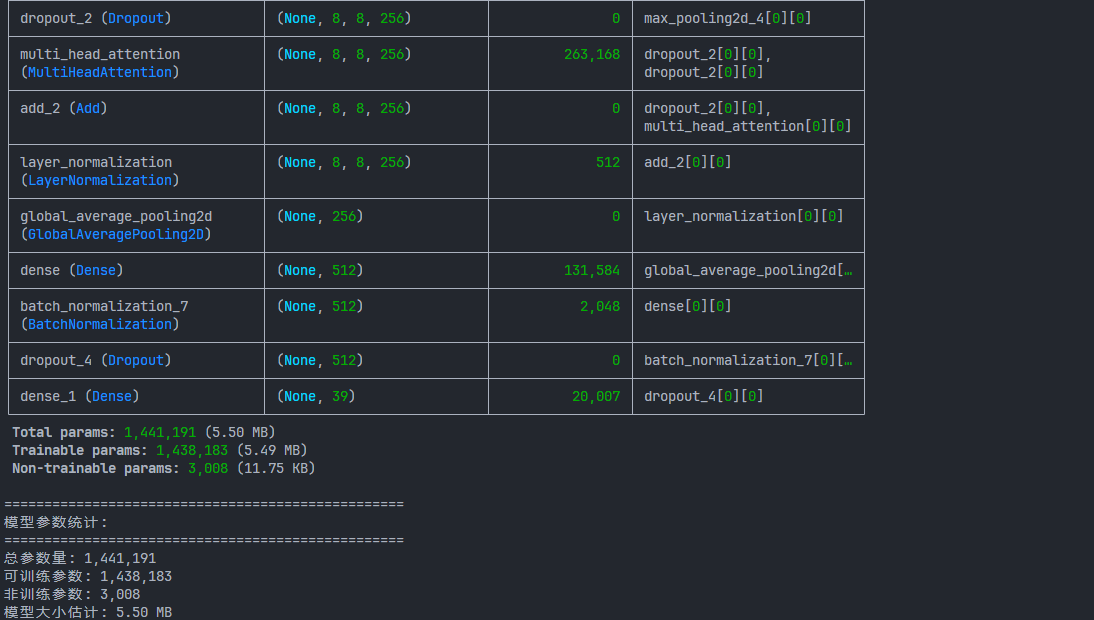 dropout_2 (Dropout) (None, 8, 8, 256) 0 max_pooling2d_4[0][0]
multi_head_attention (None, 8, 8, 256) 263,168 dropout_2[0][0],
(MultiHeadAttention) dropout_2[0][0]
add_2 (Add) (None, 8, 8, 256) 0 dropout_2[0][0],
multi_head_attention[0][0]
layer_normalization (None, 8, 8, 256) 512 add_2[0][0]
(LayerNormalization)
global_average_pooling2d (None, 256) 0 layer_normalization[0][0]
(GlobalAveragePooling2D)
dense (Dense) (None, 512) 131,584 global_average_pooling2d[…
batch_normalization_7 (None, 512) 2,048 dense[0][0]
(BatchNormalization)
dropout_4 (Dropout) (None, 512) 0 batch_normalization_7[0][…
dense_1 (Dense) (None, 39) 20,007 dropout_4[0][0]
Total params: 1,441,191 (5.50 MB)
Trainable params: 1,438,183 (5.49 MB)
Non-trainable params: 3,008 (11.75 KB)
==================================================
模型参数统计:
==================================================
总参数量: 1,441,191
可训练参数: 1,438,183
非训练参数: 3,008
模型大小估计: 5.50 MB